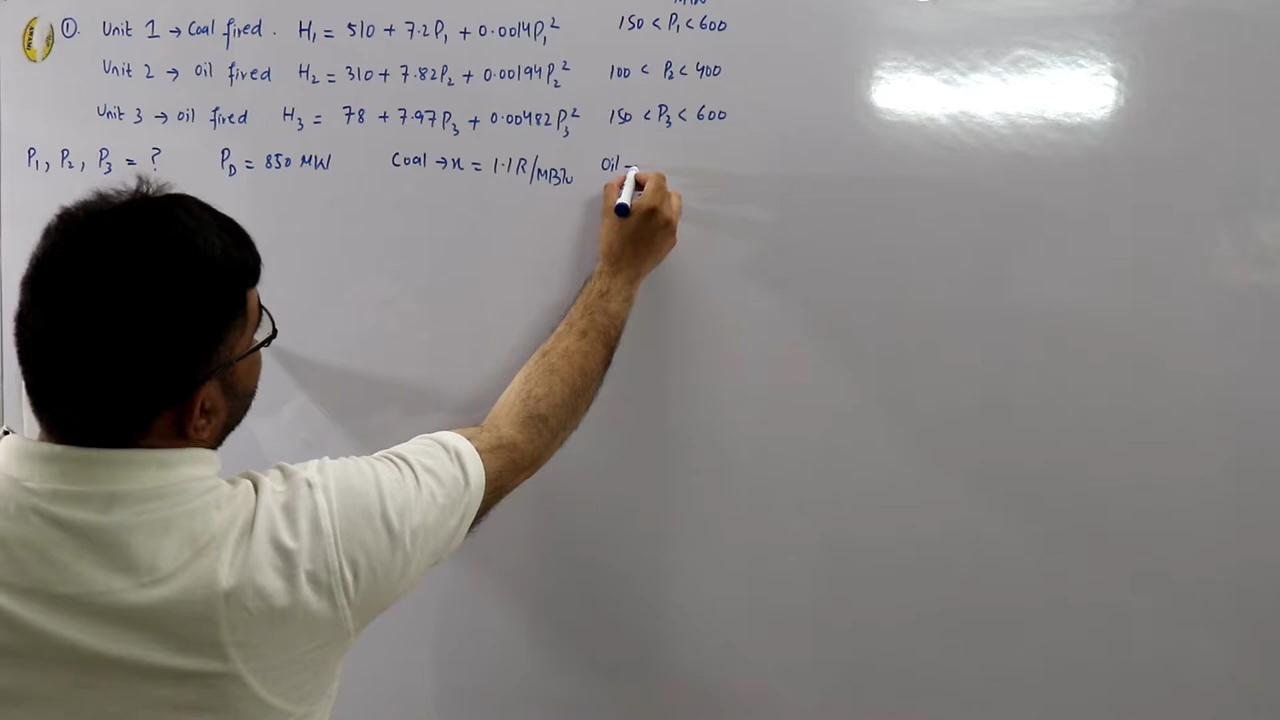 ①. Unit 1 → Coal fired. H₁ = 510 + 7.2P₁ + 0.0014P₁² 150 < P₁ < 600
Unit 2 → Oil fired H₂ = 310 + 7.82P₂ + 0.00194P₂² 100 < P₂ < 400
Unit 3 → oil fired H₃ = 78 + 7.97P₃ + 0.00482P₃² 150 < P₃ < 600
P₁, P₂, P₃ = ? P_D = 850 MW Coal → x = 1.1 R/MBtu Oil -